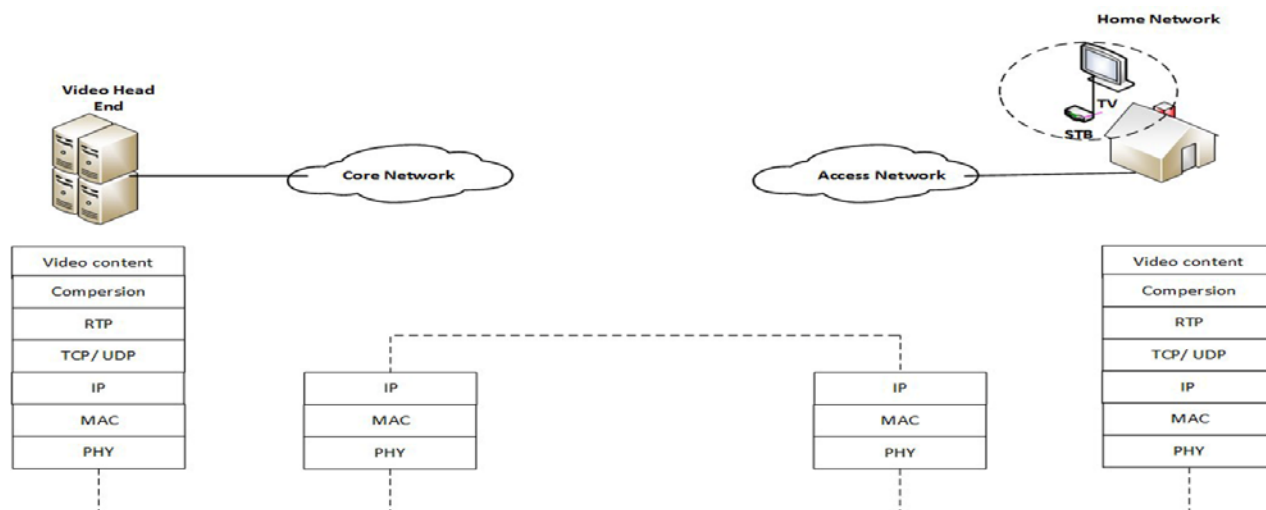 Home Network
Video Head
End
TV
STB
Core Network
Access Network
Video content
Compersion
RTP
TCP/ UDP
IP
MAC
PHY
IP
MAC
PHY
IP
MAC
PHY
Video content
Compersion
RTP
TCP/ UDP
IP
MAC
PHY